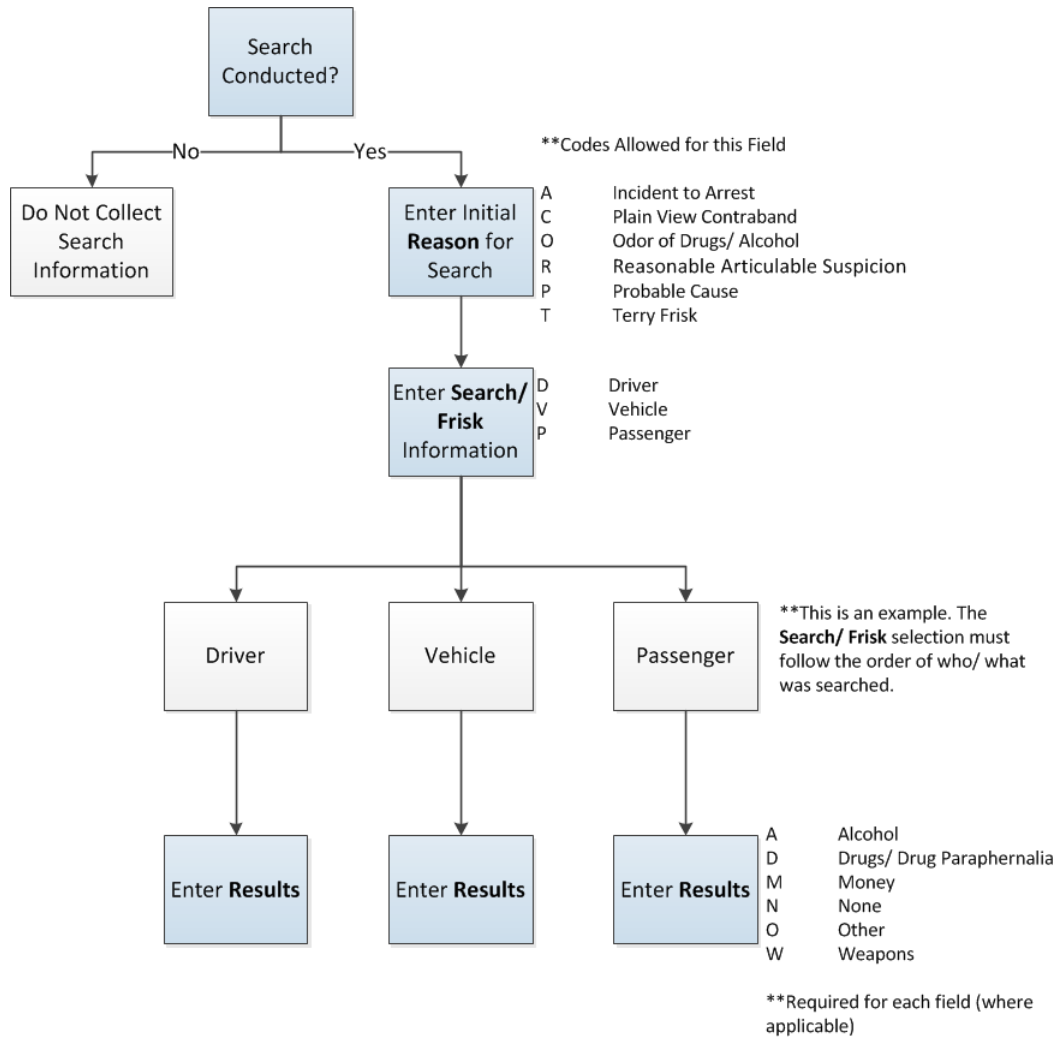 Search
Conducted?
No
Yes
**Codes Allowed for this Field
Do Not Collect
Search
Information
Enter Initial
Reason for
Search
A Incident to Arrest
C Plain View Contraband
O Odor of Drugs/ Alcohol
R Reasonable Articulable Suspicion
P Probable Cause
T Terry Frisk
Enter Search/
Frisk
Information
D Driver
V Vehicle
P Passenger
Driver
Vehicle
Passenger
**This is an example. The
Search/ Frisk selection must
follow the order of who/ what
was searched.
Enter Results
Enter Results
Enter Results
A Alcohol
D Drugs/ Drug Paraphernalia
M Money
N None
O Other
W Weapons
**Required for each field (where
applicable)